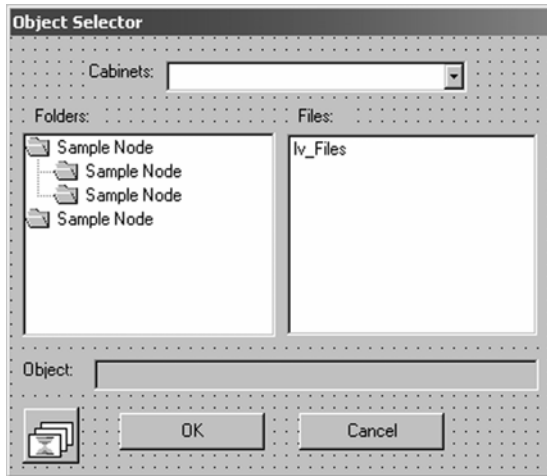 Object Selector
Cabinets:
Folders:
Files:
Sample Node
Sample Node
Sample Node
Sample Node
lv_Files
Object:
OK
Cancel